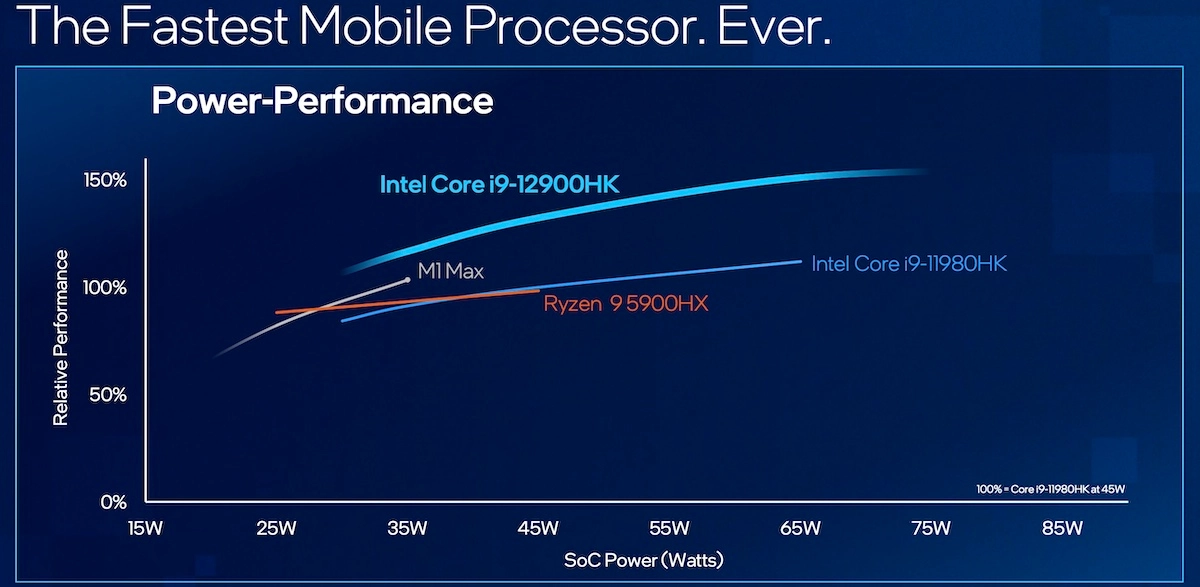 The Fastest Mobile Processor. Ever.
Power-Performance
150%
100%
50%
0%
Relative Performance
Intel Core i9-12900HK
M1 Max
Intel Core i9-11980HK
Ryzen 9 5900HX
100% = Core i9-11980HK at 45W
15W 25W 35W 45W 55W 65W 75W 85W
SoC Power (Watts)